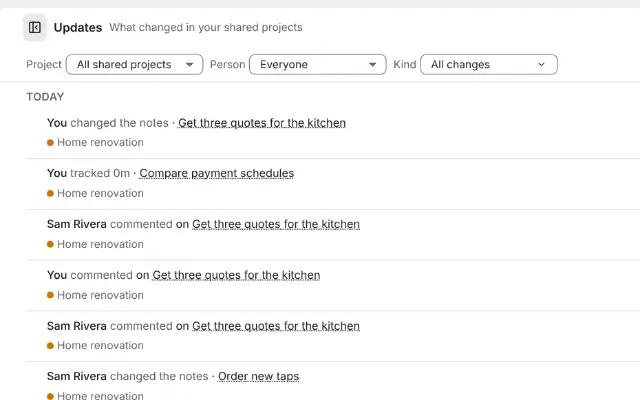 Updates What changed in your shared projects
Project All shared projects Person Everyone Kind All changes
TODAY
You changed the notes · Get three quotes for the kitchen
Home renovation
You tracked 0m · Compare payment schedules
Home renovation
Sam Rivera commented on Get three quotes for the kitchen
Home renovation
You commented on Get three quotes for the kitchen
Home renovation
Sam Rivera commented on Get three quotes for the kitchen
Home renovation
Sam Rivera changed the notes · Order new taps
Home renovation